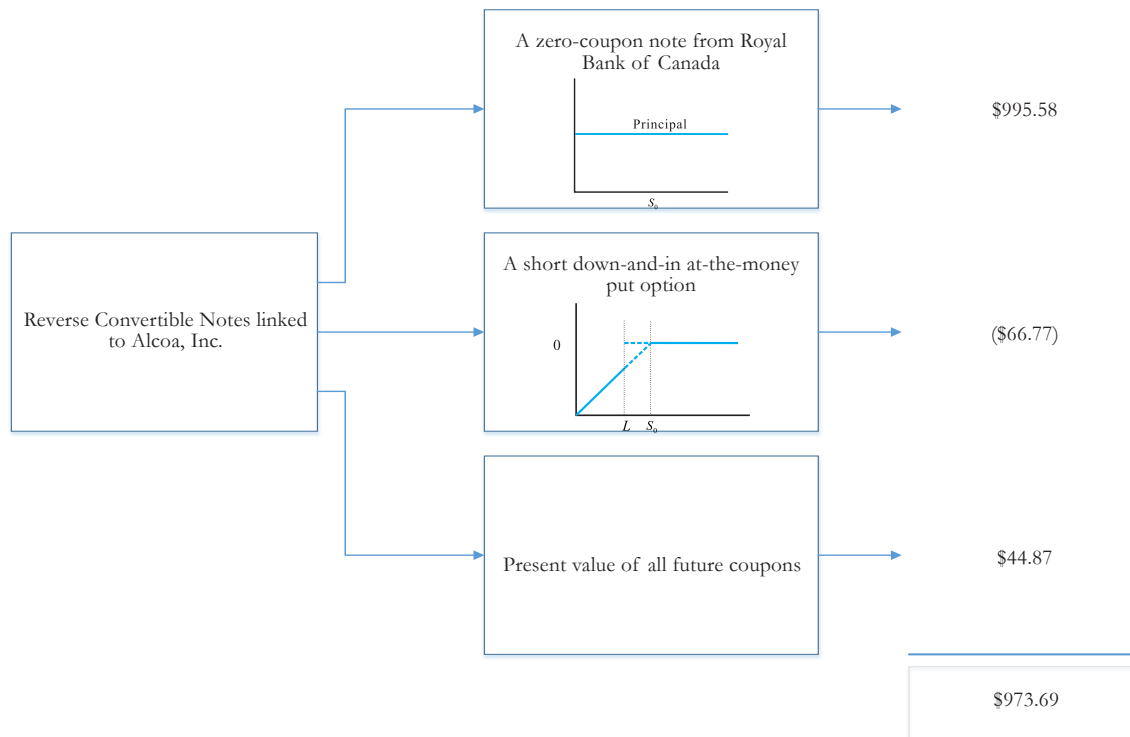 A zero-coupon note from Royal
Bank of Canada
Principal
S₀
$995.58
Reverse Convertible Notes linked
to Alcoa, Inc.
A short down-and-in at-the-money
put option
0
L S₀
($66.77)
Present value of all future coupons
$44.87
$973.69